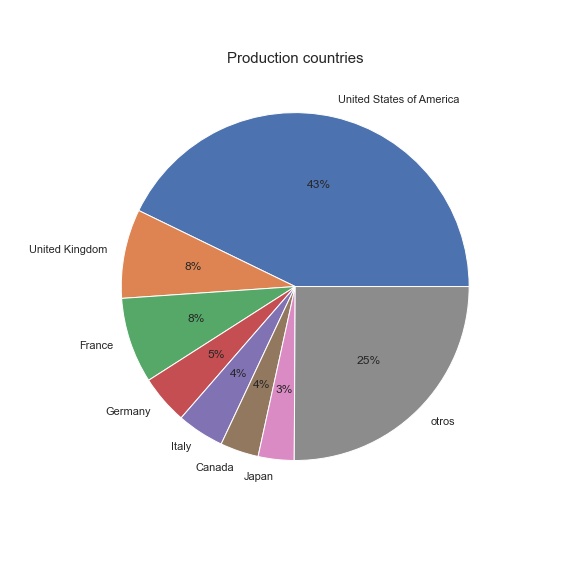 Production countries
United States of America
43%
United Kingdom
8%
France
8%
Germany
5%
Italy
4%
Canada
4%
Japan
3%
otros
25%